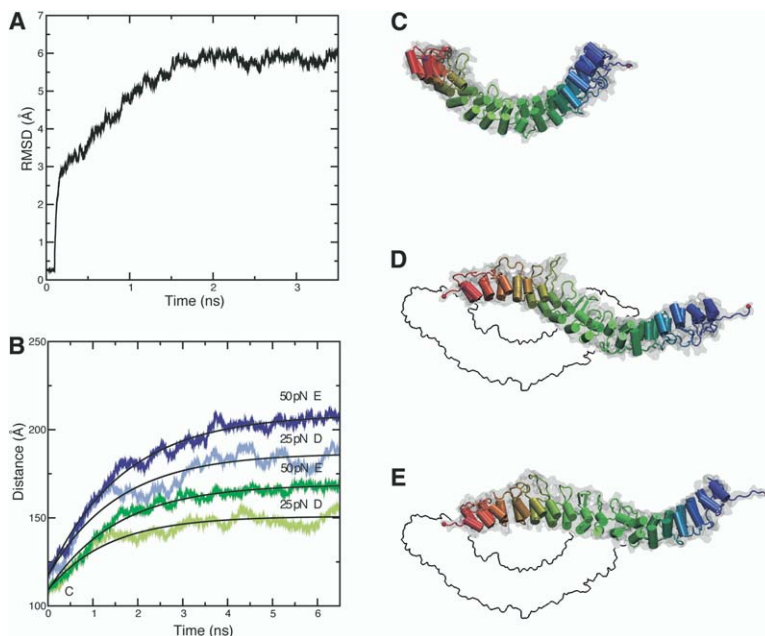 A
7
6
5
4
3
2
1
0
RMSD (Å)
0 1 2 3
Time (ns)
B
250
200
150
100
Distance (Å)
50pN E
25pN D
50pN E
25pN D
C
0 1 2 3 4 5 6
Time (ns)
C
D
E